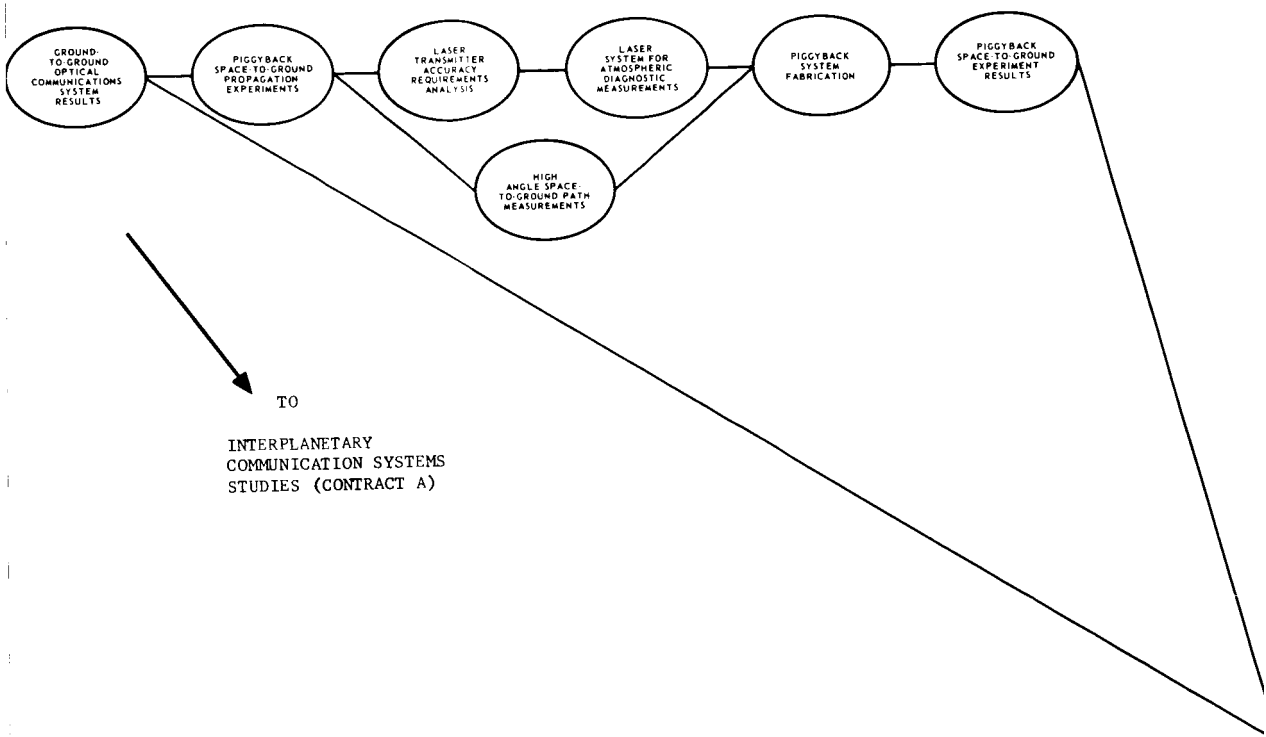 GROUND-
TO-GROUND
OPTICAL
COMMUNICATIONS
SYSTEM
RESULTS
PIGGYBACK
SPACE-TO-GROUND
PROPAGATION
EXPERIMENTS
LASER
TRANSMITTER
ACCURACY
REQUIREMENTS
ANALYSIS
LASER
SYSTEM FOR
ATMOSPHERIC
DIAGNOSTIC
MEASUREMENTS
PIGGYBACK
SYSTEM
FABRICATION
PIGGYBACK
SPACE-TO-GROUND
EXPERIMENT
RESULTS
HIGH
ANGLE SPACE-
TO-GROUND PATH
MEASUREMENTS
TO
INTERPLANETARY
COMMUNICATION SYSTEMS
STUDIES (CONTRACT A)